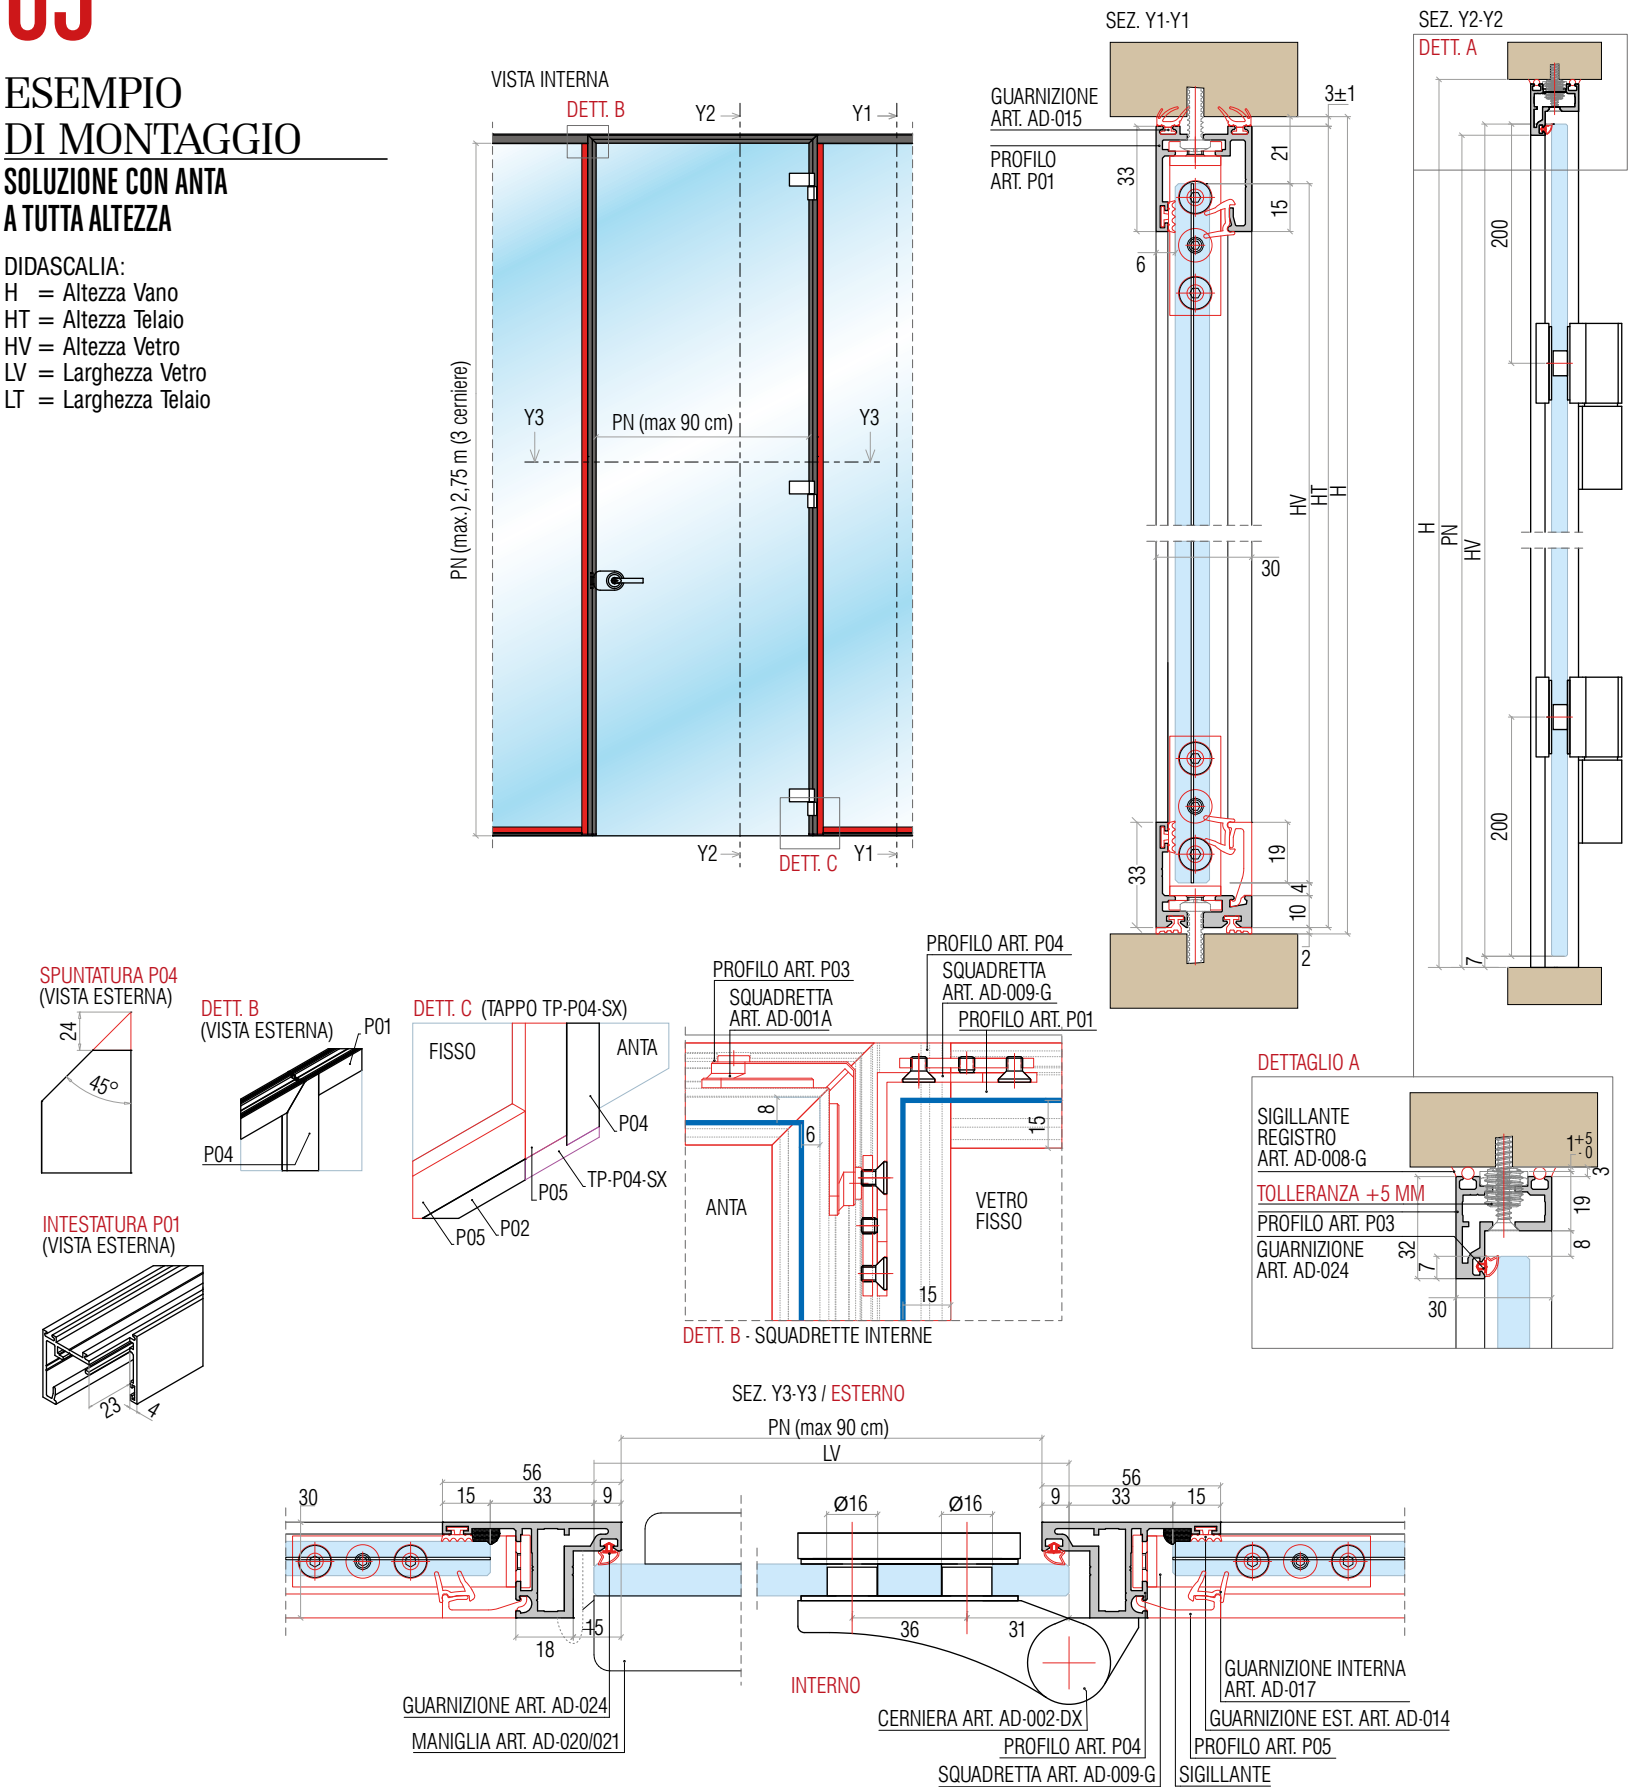 ESEMPIO
DI MONTAGGIO
SOLUZIONE CON ANTA
A TUTTA ALTEZZA
DIDASCALIA:
H = Altezza Vano
HT = Altezza Telaio
HV = Altezza Vetro
LV = Larghezza Vetro
LT = Larghezza Telaio
VISTA INTERNA
DETT. B
Y2
Y1
Y3
PN (max 90 cm)
Y3
PN (max.) 2,75 m (3 cerniere)
Y2
Y1
DETT. C
SEZ. Y1-Y1
GUARNIZIONE
ART. AD-015
PROFILO
ART. P01
3±1
21
33
15
6
HV
HT
H
30
33
19
4
10
2
SEZ. Y2-Y2
DETT. A
200
H
PN
HV
200
7
SPUNTATURA P04
(VISTA ESTERNA)
24
45°
DETT. B
(VISTA ESTERNA)
P01
P04
DETT. C (TAPPO TP-P04-SX)
FISSO
ANTA
P04
TP-P04-SX
P05
P02
P05
PROFILO ART. P04
PROFILO ART. P03
SQUADRETTA
ART. AD-009-G
SQUADRETTA
ART. AD-001A
PROFILO ART. P01
8
6
15
ANTA
VETRO
FISSO
15
DETT. B - SQUADRETTE INTERNE
INTESTATURA P01
(VISTA ESTERNA)
23
4
DETTAGLIO A
SIGILLANTE
REGISTRO
ART. AD-008-G
TOLLERANZA +5 MM
PROFILO ART. P03
GUARNIZIONE
ART. AD-024
1 +5 -0
3
19
8
32
7
30
SEZ. Y3-Y3 / ESTERNO
PN (max 90 cm)
LV
56
56
30
15
33
9
Ø16
Ø16
9
33
15
15
18
36
31
INTERNO
GUARNIZIONE ART. AD-024
MANIGLIA ART. AD-020/021
CERNIERA ART. AD-002-DX
PROFILO ART. P04
SQUADRETTA ART. AD-009-G
GUARNIZIONE INTERNA
ART. AD-017
GUARNIZIONE EST. ART. AD-014
PROFILO ART. P05
SIGILLANTE